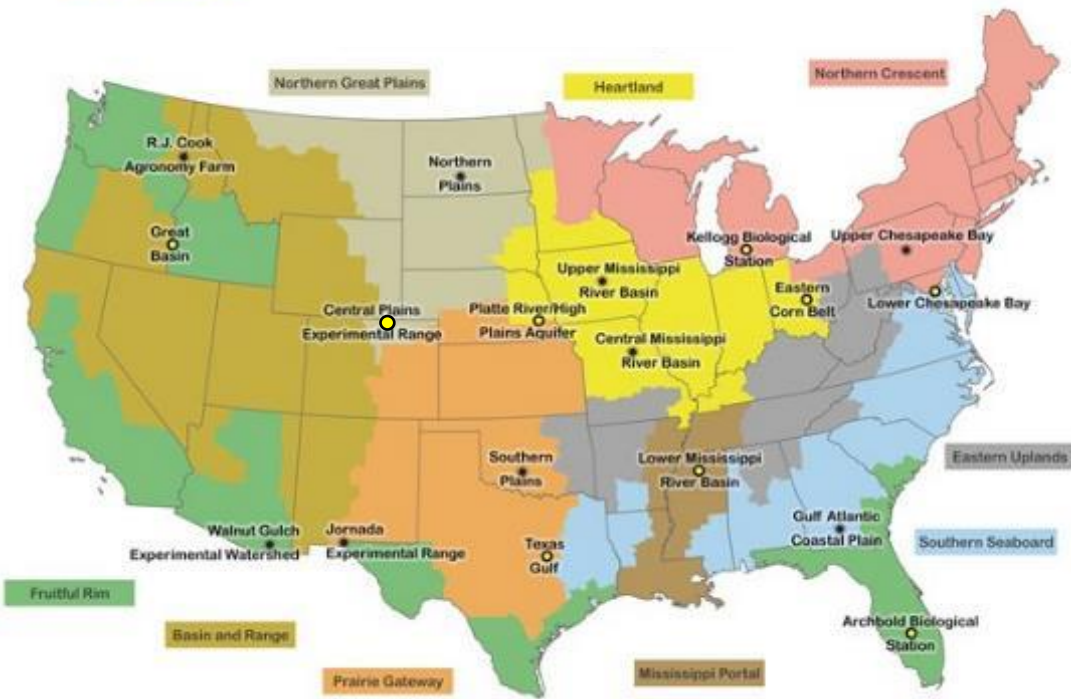 Northern Great Plains
Heartland
Northern Crescent
R.J. Cook
Agronomy Farm
Northern
Plains
Great
Basin
Kellogg Biological
Station
Upper Chesapeake Bay
Upper Mississippi
River Basin
Eastern
Corn Belt
Lower Chesapeake Bay
Central Plains
Experimental Range
Platte River/High
Plains Aquifer
Central Mississippi
River Basin
Southern
Plains
Lower Mississippi
River Basin
Eastern Uplands
Walnut Gulch
Experimental Watershed
Jornada
Experimental Range
Texas
Gulf
Gulf Atlantic
Coastal Plain
Southern Seaboard
Fruitful Rim
Basin and Range
Archbold Biological
Station
Prairie Gateway
Mississippi Portal